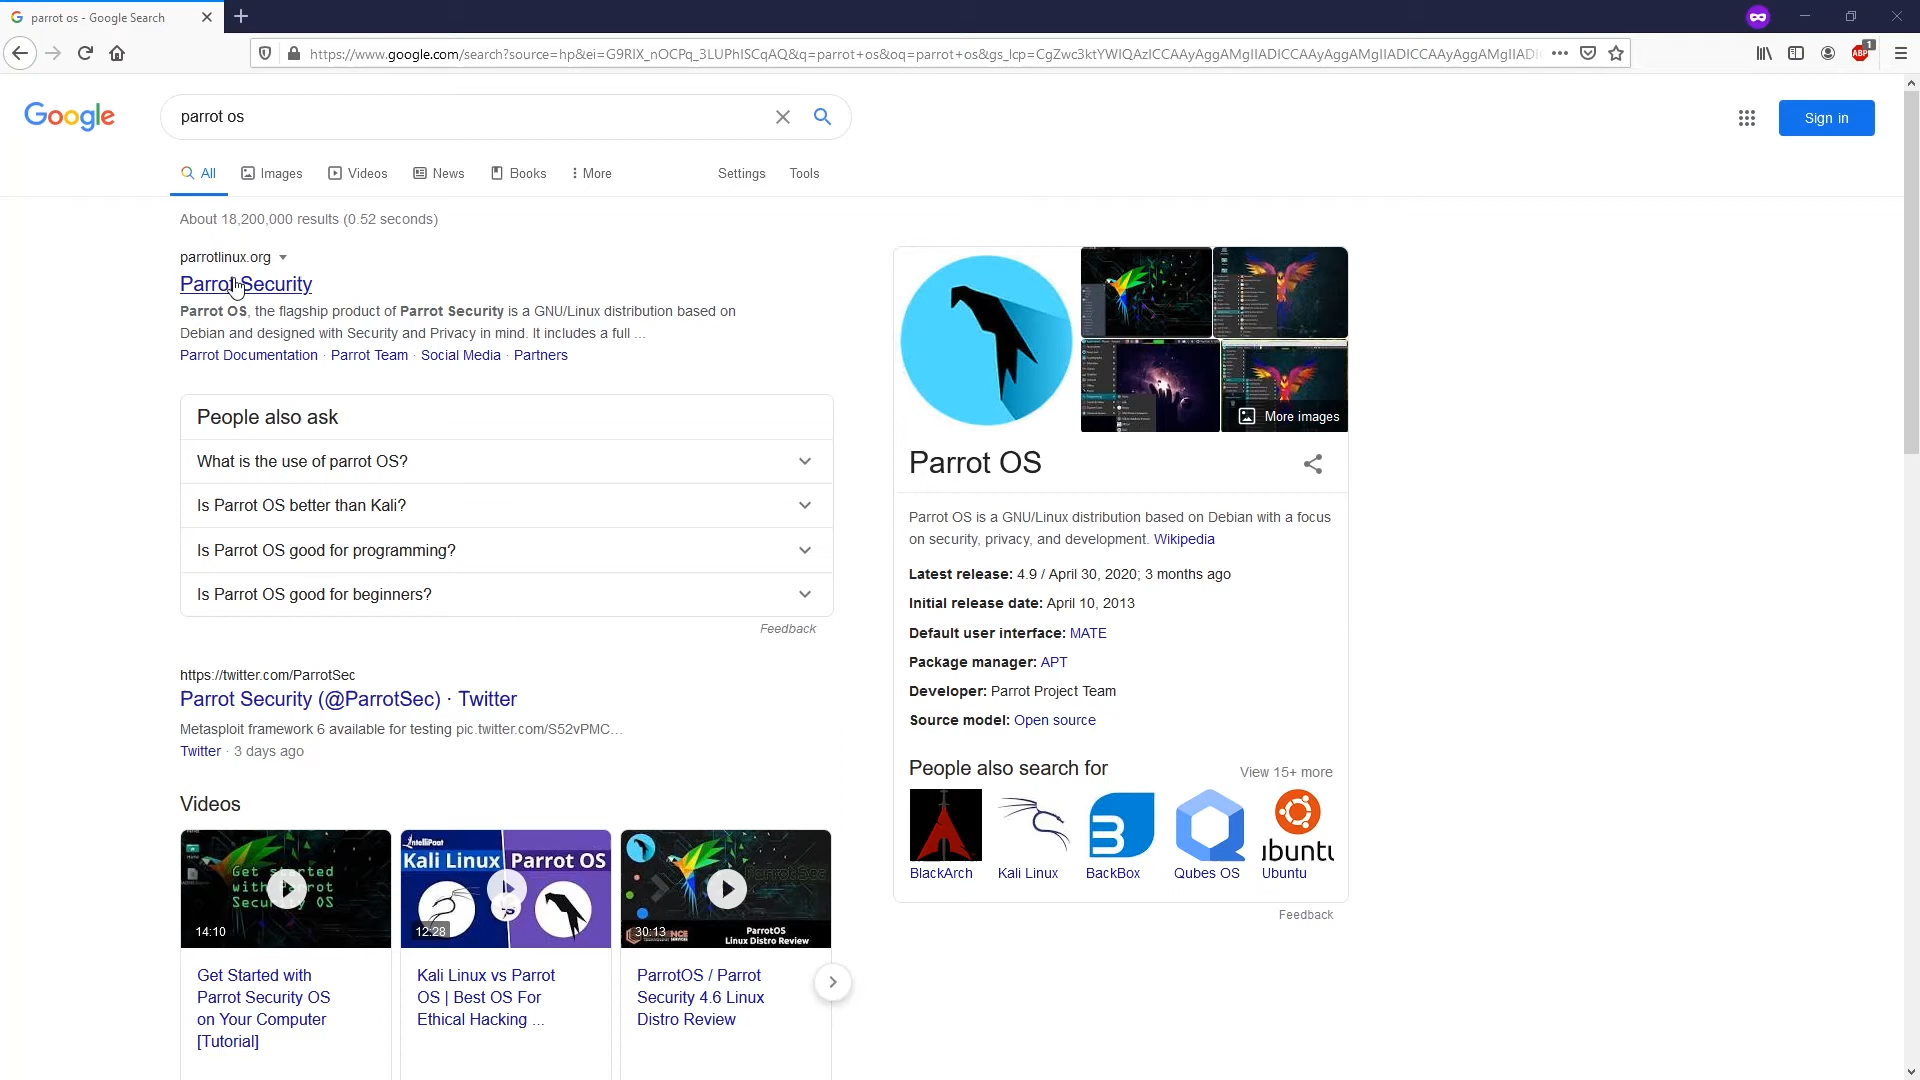 parrot os - Google Search
https://www.google.com/search?source=hp&ei=G9RIX_nOCPq_3LUPhISCqAQ&q=parrot+os&oq=parrot+os&gs_lcp=CgZwc3ktYWIQAzICCAAyAggAMgIIADICCAAyAggAMgIIADICCAAyAggAMgIIADI
ABP 1
Google
parrot os
Sign in
All Images Videos News Books More Settings Tools
About 18,200,000 results (0.52 seconds)
parrotlinux.org
Parrot Security
Parrot OS, the flagship product of Parrot Security is a GNU/Linux distribution based on
Debian and designed with Security and Privacy in mind. It includes a full ...
Parrot Documentation · Parrot Team · Social Media · Partners
People also ask
What is the use of parrot OS?
Is Parrot OS better than Kali?
Is Parrot OS good for programming?
Is Parrot OS good for beginners?
Feedback
https://twitter.com/ParrotSec
Parrot Security (@ParrotSec) · Twitter
Metasploit framework 6 available for testing pic.twitter.com/S52vPMC...
Twitter · 3 days ago
Videos
Get started
with Parrot
Security OS
14:10
Get Started with
Parrot Security OS
on Your Computer
[Tutorial]
IntelliPaat
Kali Linux Parrot OS
VS
12:28
Kali Linux vs Parrot
OS | Best OS For
Ethical Hacking ...
30:13
ParrotOS
Linux Distro Review
ParrotOS / Parrot
Security 4.6 Linux
Distro Review
More images
Parrot OS
Parrot OS is a GNU/Linux distribution based on Debian with a focus
on security, privacy, and development. Wikipedia
Latest release: 4.9 / April 30, 2020; 3 months ago
Initial release date: April 10, 2013
Default user interface: MATE
Package manager: APT
Developer: Parrot Project Team
Source model: Open source
People also search for
View 15+ more
ubuntu
BlackArch
Kali Linux
BackBox
Qubes OS
Ubuntu
Feedback